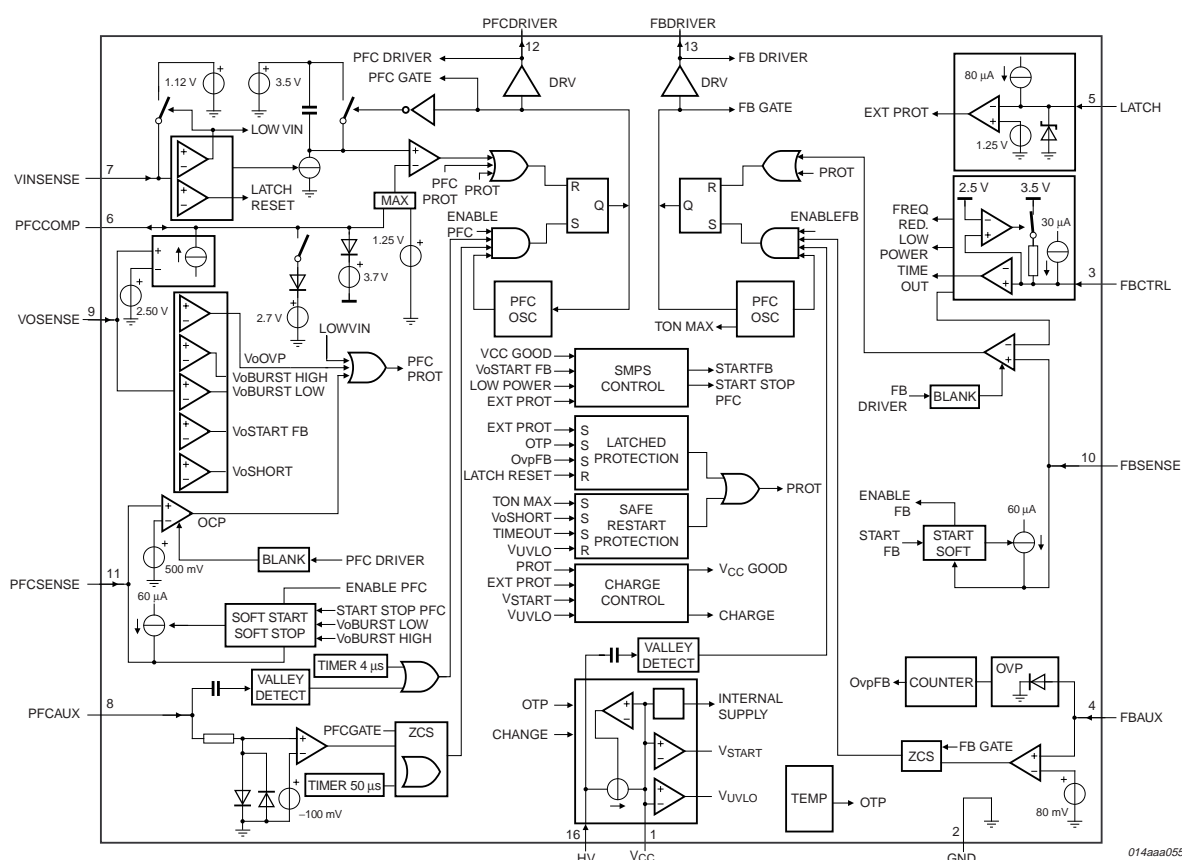 PFCDRIVER
FBDRIVER
12
13
PFC DRIVER
FB DRIVER
1.12 V
3.5 V
PFC GATE
DRV
DRV
FB GATE
80 μA
5
LATCH
EXT PROT
1.25 V
LOW VIN
7
VINSENSE
LATCH
RESET
PFC
PROT
PROT
R
Q
S
R
Q
S
PROT
2.5 V
3.5 V
30 μA
FREQ
RED.
LOW
POWER
TIME
OUT
3
FBCTRL
6
PFCCOMP
MAX
ENABLE
PFC
ENABLEFB
1.25 V
3.7 V
2.50 V
2.7 V
9
VOSENSE
PFC
OSC
PFC
OSC
TON MAX
LOWVIN
VoOVP
VoBURST HIGH
VoBURST LOW
VoSTART FB
VoSHORT
PFC
PROT
VCC GOOD
VoSTART FB
LOW POWER
EXT PROT
SMPS
CONTROL
STARTFB
START STOP
PFC
FB
DRIVER
BLANK
EXT PROT
OTP
OvpFB
LATCH RESET
S
S
S
R
LATCHED
PROTECTION
PROT
10
FBSENSE
OCP
500 mV
BLANK
PFC DRIVER
TON MAX
VoSHORT
TIMEOUT
VUVLO
S
S
S
R
SAFE
RESTART
PROTECTION
ENABLE
FB
START
FB
START
SOFT
60 μA
11
PFCSENSE
60 μA
ENABLE PFC
SOFT START
SOFT STOP
START STOP PFC
VoBURST LOW
VoBURST HIGH
PROT
EXT PROT
VSTART
VUVLO
CHARGE
CONTROL
VCC GOOD
CHARGE
TIMER 4 μs
VALLEY
DETECT
VALLEY
DETECT
8
PFCAUX
OvpFB
COUNTER
OVP
4
FBAUX
OTP
CHANGE
INTERNAL
SUPPLY
VSTART
VUVLO
PFCGATE
ZCS
TIMER 50 μs
–100 mV
ZCS
FB GATE
80 mV
TEMP
OTP
16
HV
1
VCC
2
GND
014aaa055